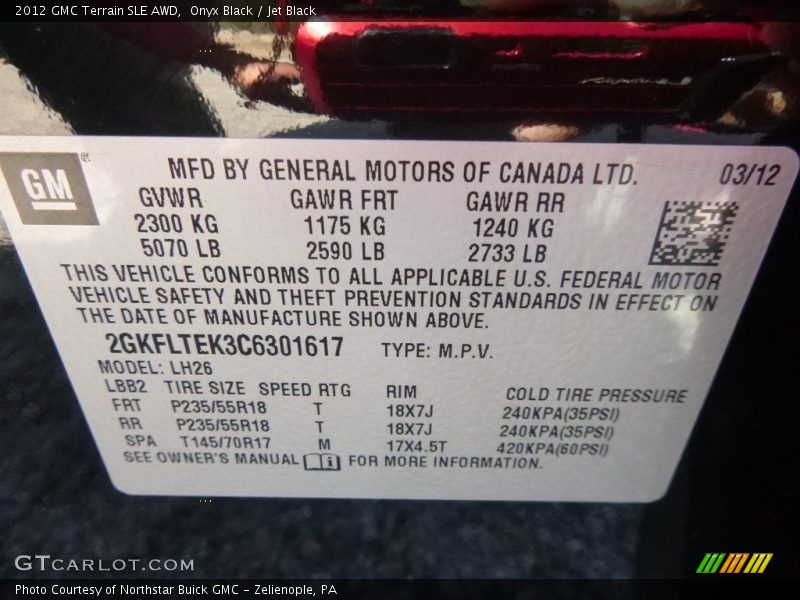 2012 GMC Terrain SLE AWD,  Onyx Black / Jet Black
GM
MFD BY GENERAL MOTORS OF CANADA LTD. 03/12
GVWR GAWR FRT GAWR RR
2300 KG 1175 KG 1240 KG
5070 LB 2590 LB 2733 LB
THIS VEHICLE CONFORMS TO ALL APPLICABLE U.S. FEDERAL MOTOR
VEHICLE SAFETY AND THEFT PREVENTION STANDARDS IN EFFECT ON
THE DATE OF MANUFACTURE SHOWN ABOVE.
2GKFLTEK3C6301617 TYPE: M.P.V.
MODEL: LH26
LBB2 TIRE SIZE SPEED RTG RIM COLD TIRE PRESSURE
FRT P235/55R18 T 18X7J 240KPA(35PSI)
RR P235/55R18 T 18X7J 240KPA(35PSI)
SPA T145/70R17 M 17X4.5T 420KPA(60PSI)
SEE OWNER'S MANUAL FOR MORE INFORMATION.
GTCARLOT.COM
Photo Courtesy of Northstar Buick GMC - Zelienople, PA